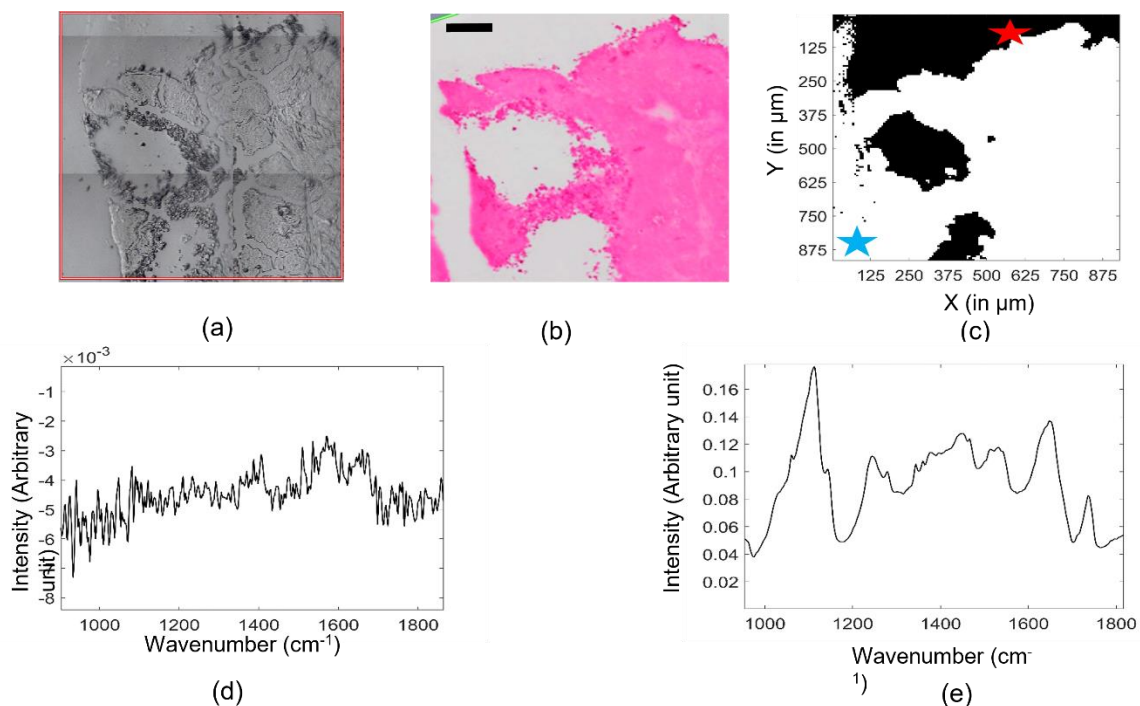 125
250
375
500
625
750
875
Y (in µm)
125 250 375 500 625 750 875
X (in µm)
(a)
(b)
(c)
×10⁻³
-1
-2
-3
-4
-5
-6
-7
-8
Intensity (Arbitrary
unit)
1000 1200 1400 1600 1800
Wavenumber (cm⁻¹)
(d)
0.16
0.14
0.12
0.1
0.08
0.06
0.04
0.02
Intensity (Arbitrary unit)
1000 1200 1400 1600 1800
Wavenumber (cm⁻
¹)
(e)